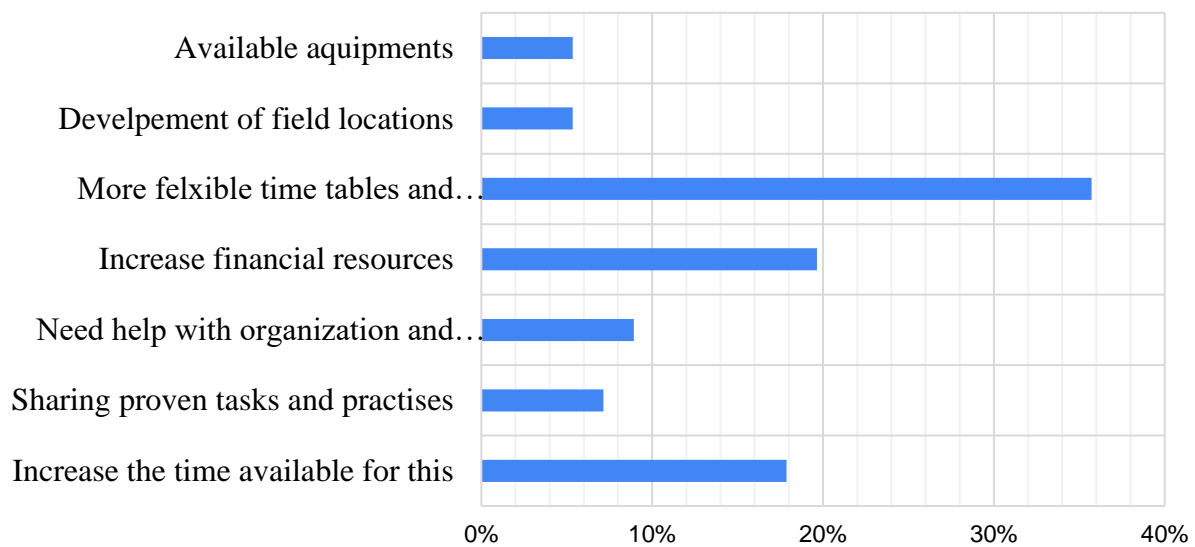 Available aquipments
Develpement of field locations
More felxible time tables and…
Increase financial resources
Need help with organization and…
Sharing proven tasks and practises
Increase the time available for this
0% 10% 20% 30% 40%